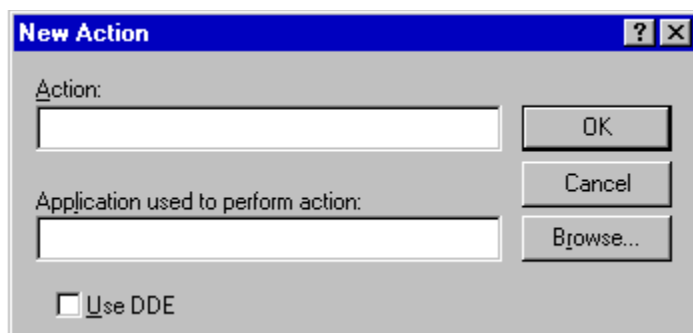 New Action
Action:
OK
Cancel
Application used to perform action:
Browse...
Use DDE